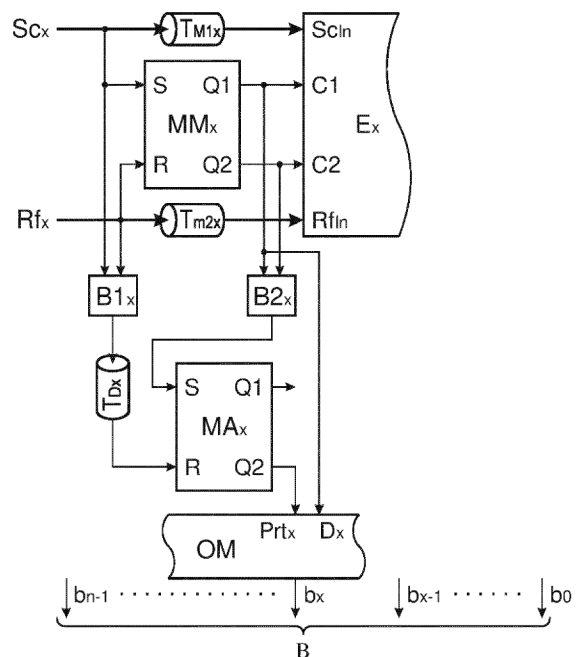 Scx TM1x ScIn
S Q1 C1
MMx Ex
R Q2 C2
Rfx Tm2x RfIn
B1x B2x
TDx
S Q1
MAx
R Q2
Prtx Dx
OM
bn-1 . . . . . . . . . . . . . . bx bx-1 . . . . . . b0
B